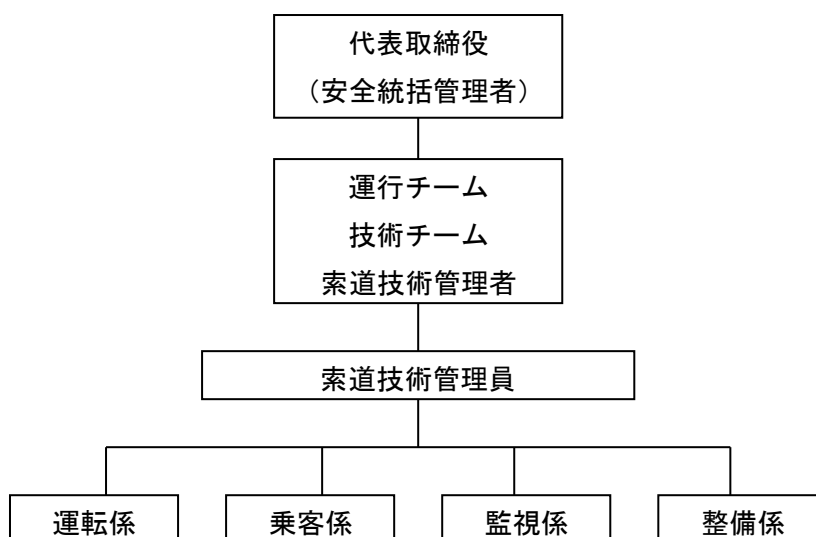 代表取締役
（安全統括管理者）
運行チーム
技術チーム
索道技術管理者
索道技術管理員
運転係
乗客係
監視係
整備係